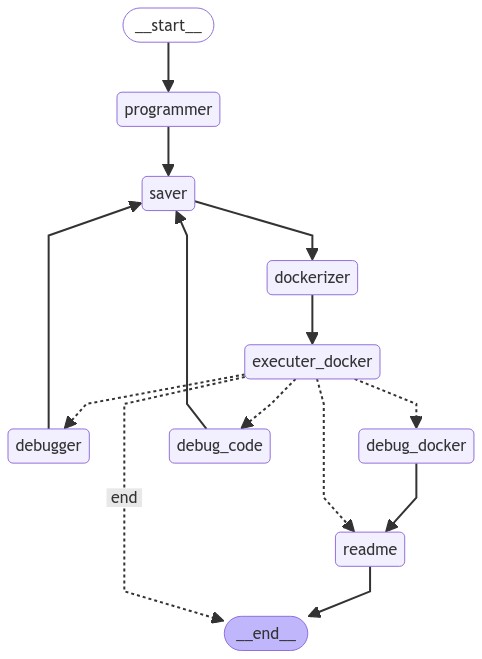 __start__
programmer
saver
dockerizer
executer_docker
debugger
debug_code
debug_docker
end
readme
__end__